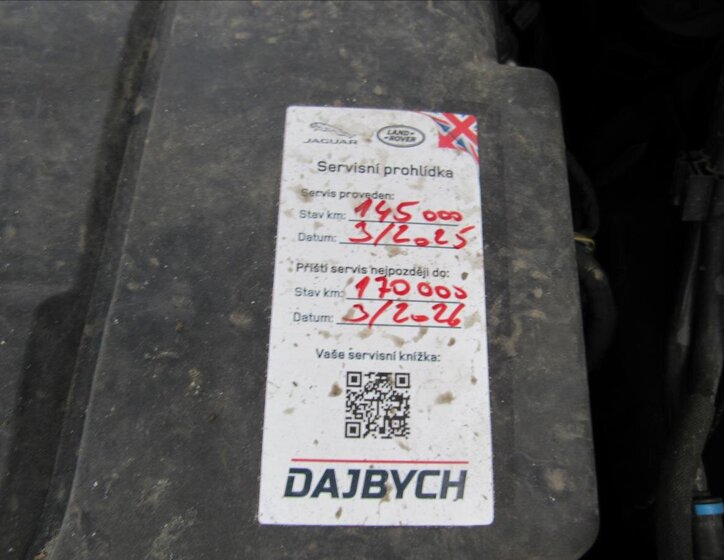 JAGUAR
LAND ROVER
Servisní prohlídka
Servis proveden:
Stav km: 145 000
Datum: 3/2025
Příští servis nejpozději do:
Stav km: 170 000
Datum: 3/2026
Vaše servisní knížka:
DAJBYCH